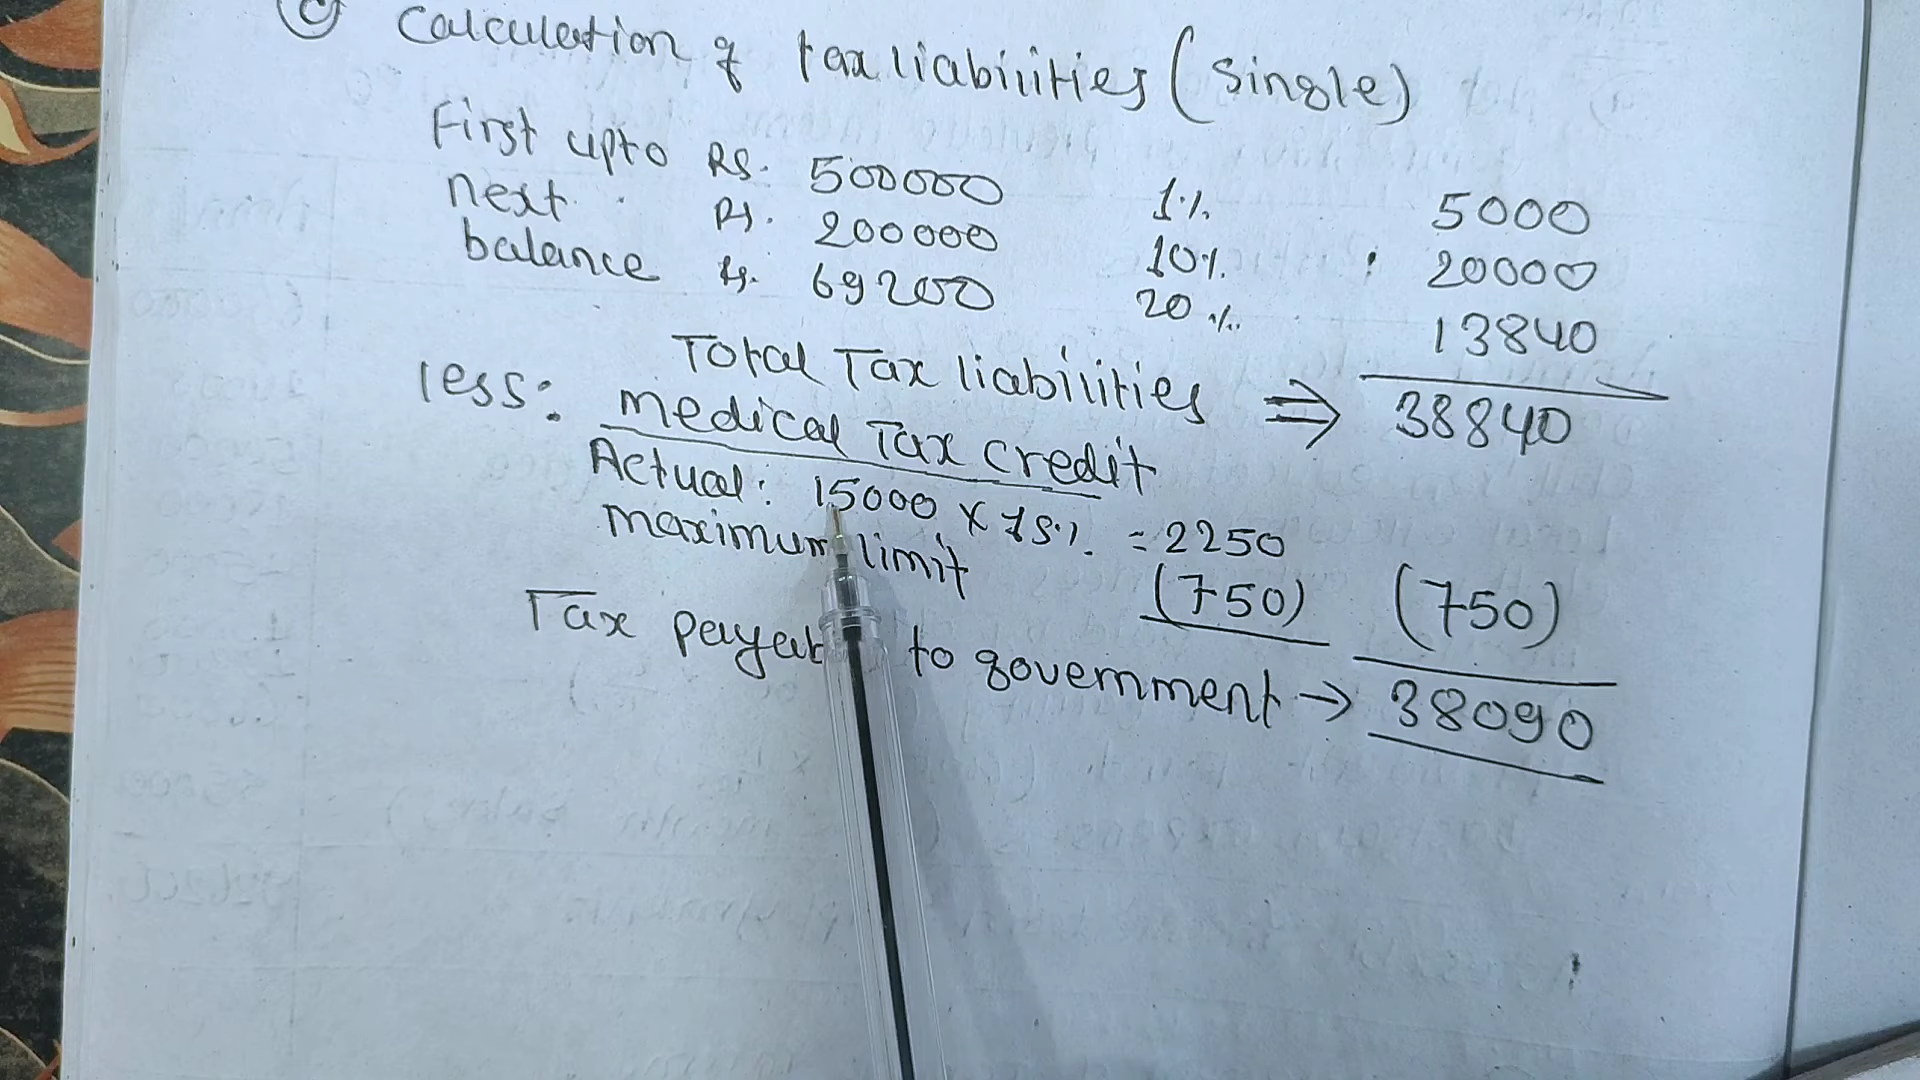 C Calculation of tax liabilities (single)
First upto Rs. 500000 1% 5000
next Rs. 200000 10% 20000
balance Rs. 69200 20% 13840
Total Tax liabilities ⇒ 38840
less: medical Tax credit
Actual: 15000 x 15% = 2250
maximum limit (750) (750)
Tax to government → 38090